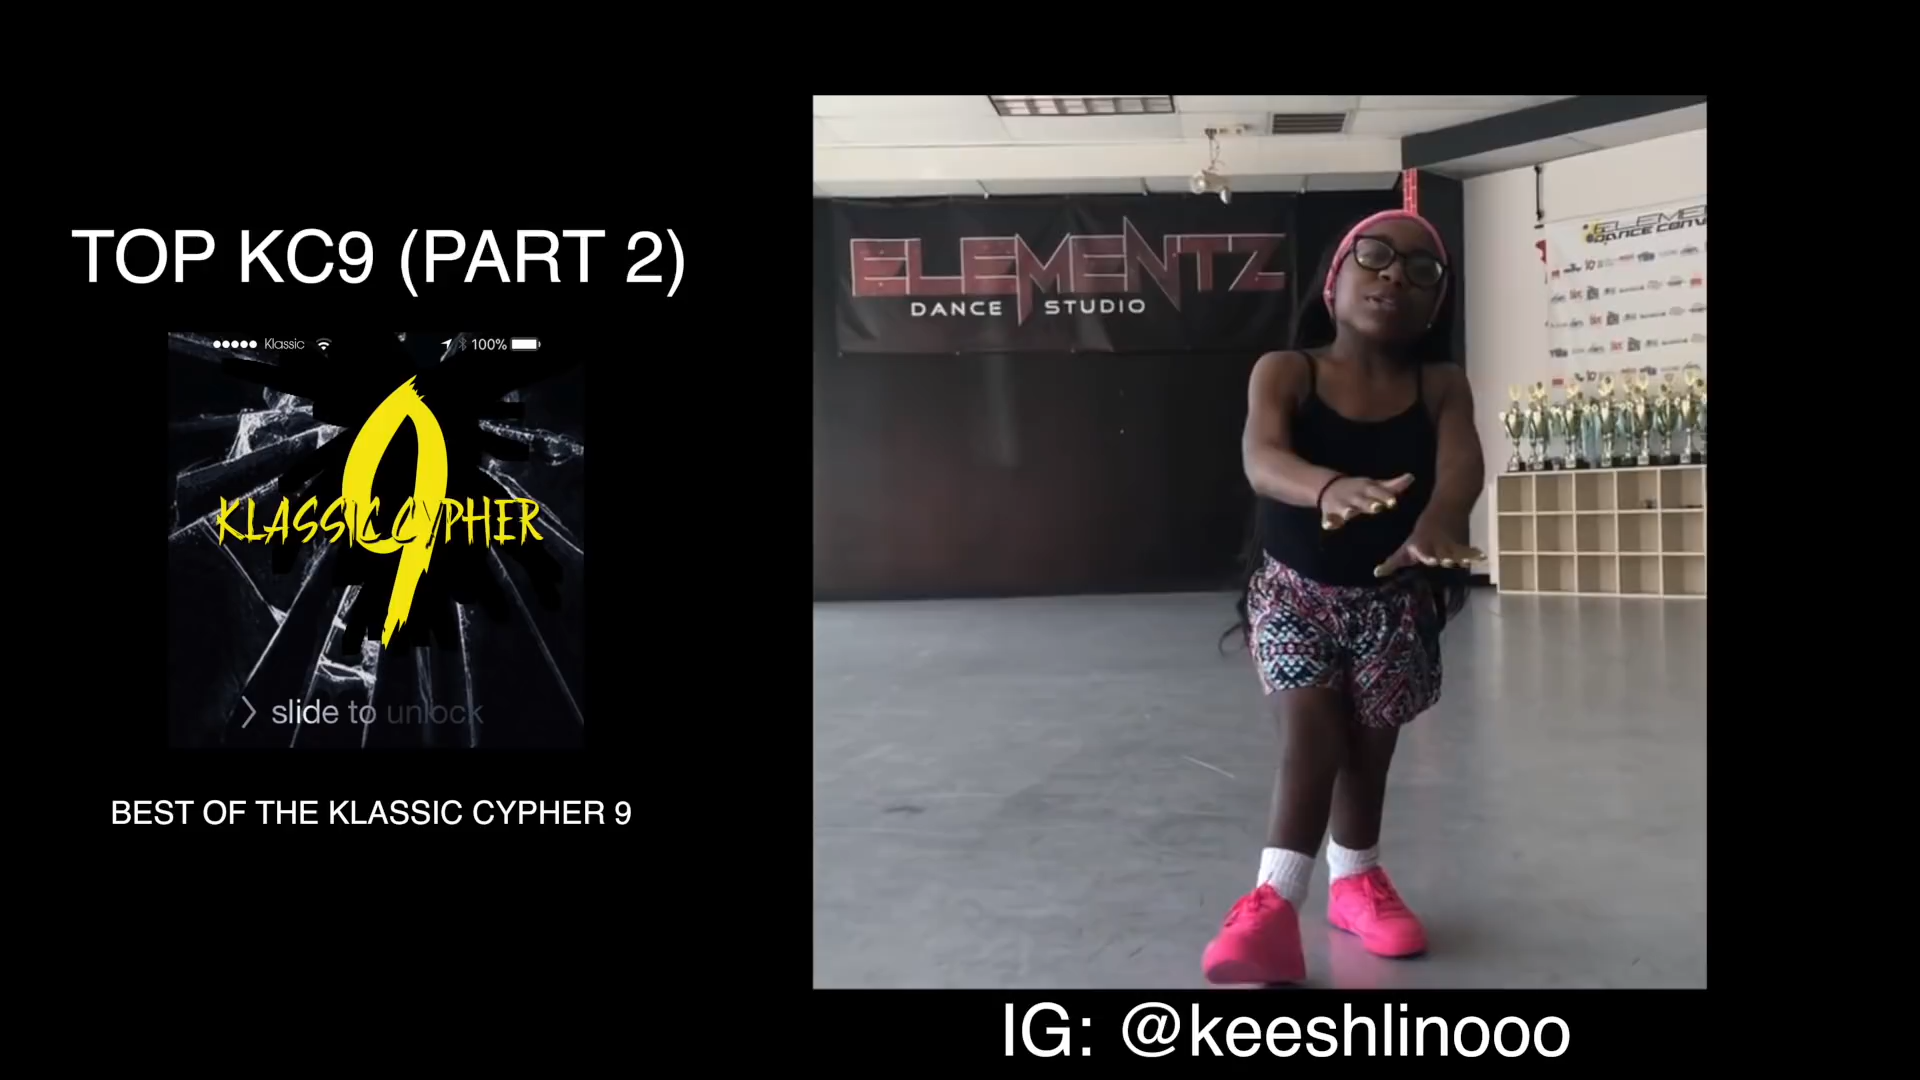 TOP KC9 (PART 2)
Klassic
100%
9
KLASSIC CYPHER
slide to unlock
BEST OF THE KLASSIC CYPHER 9
ELEMENTZ
DANCE STUDIO
DANCE
IG: @keeshlinooo